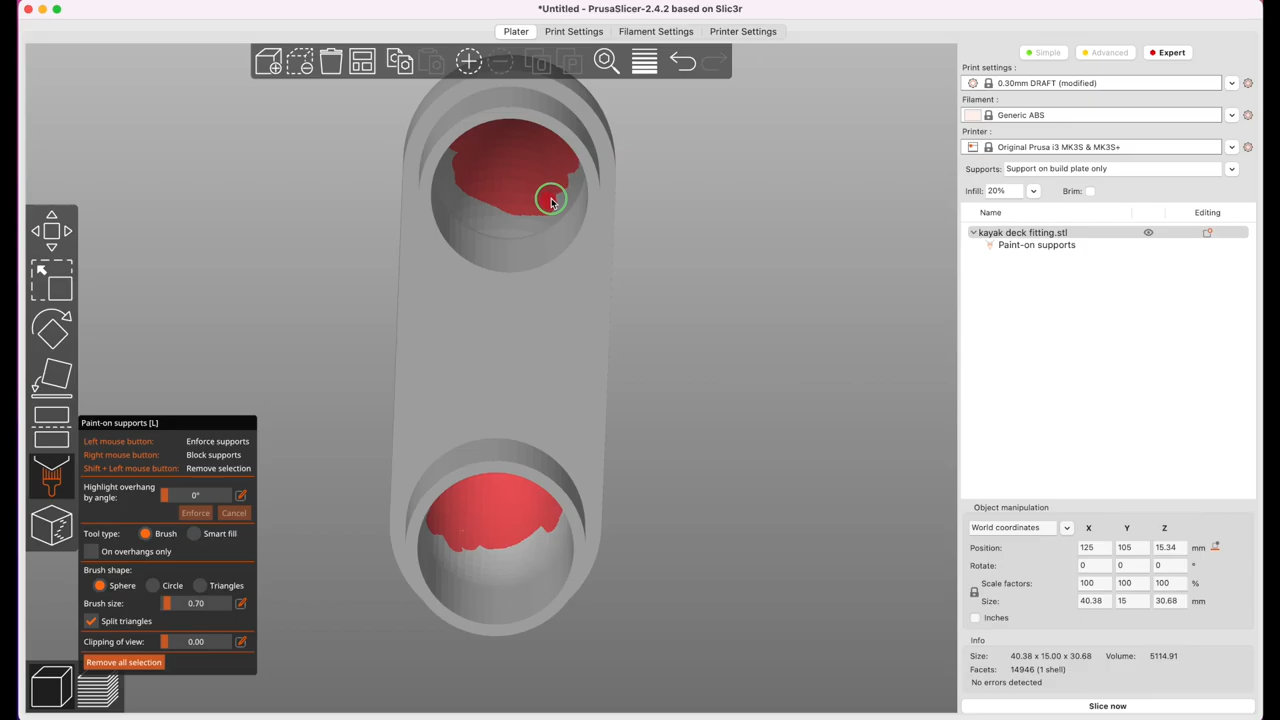 *Untitled - PrusaSlicer-2.4.2 based on Slic3r
Plater Print Settings Filament Settings Printer Settings
Simple Advanced Expert
Print settings :
0.30mm DRAFT (modified)
Filament :
Generic ABS
Printer :
Original Prusa i3 MK3S & MK3S+
Supports: Support on build plate only
Infill: 20% Brim:
Name Editing
kayak deck fitting.stl
Paint-on supports
Paint-on supports [L]
Left mouse button: Enforce supports
Right mouse button: Block supports
Shift + Left mouse button: Remove selection
Highlight overhang
by angle: 0°
Enforce Cancel
Tool type: Brush Smart fill
On overhangs only
Brush shape:
Sphere Circle Triangles
Brush size: 0.70
Split triangles
Clipping of view: 0.00
Remove all selection
Object manipulation
World coordinates X Y Z
Position: 125 105 15.34 mm
Rotate: 0 0 0 °
Scale factors: 100 100 100 %
Size: 40.38 15 30.68 mm
Inches
Info
Size: 40.38 x 15.00 x 30.68 Volume: 5114.91
Facets: 14946 (1 shell)
No errors detected
Slice now